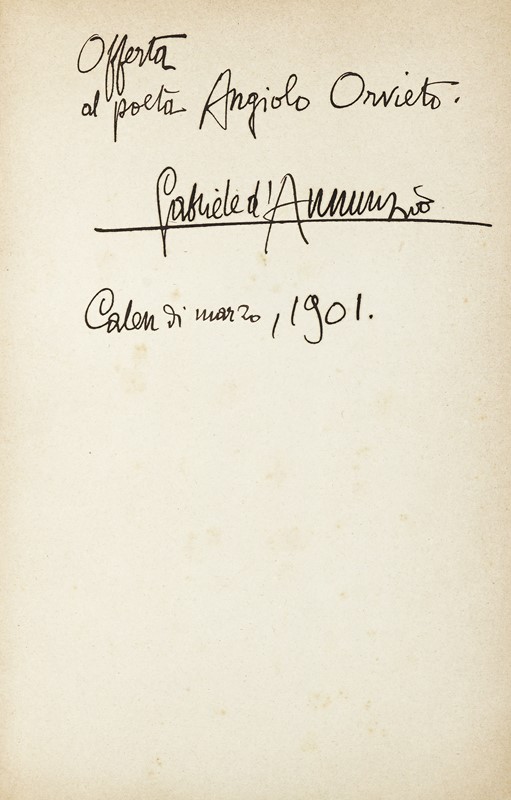 Offerta
al poeta Angiolo Orvieto.
Gabriele d'Annunzio
Calen di marzo, 1901.